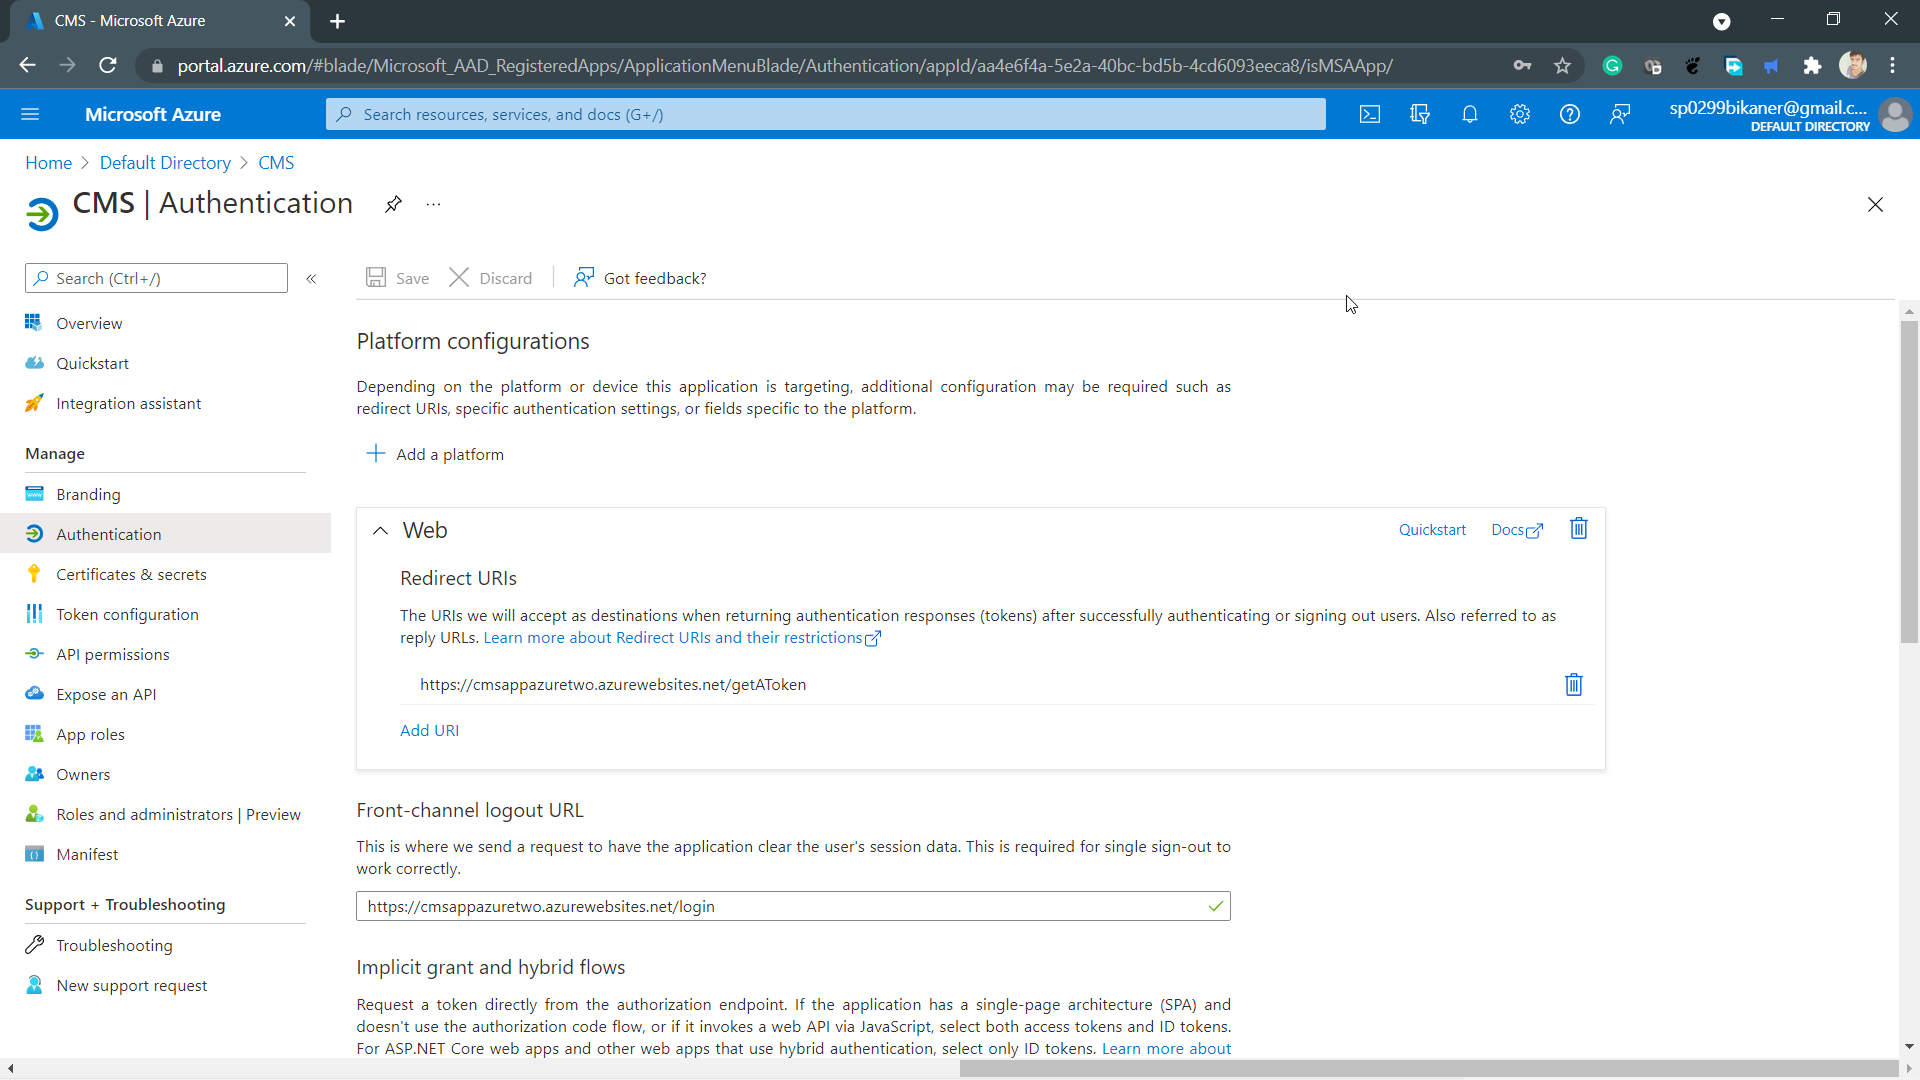 CMS - Microsoft Azure
portal.azure.com/#blade/Microsoft_AAD_RegisteredApps/ApplicationMenuBlade/Authentication/appId/aa4e6f4a-5e2a-40bc-bd5b-4cd6093eeca8/isMSAApp/
Microsoft Azure
Search resources, services, and docs (G+/)
sp0299bikaner@gmail.c...
DEFAULT DIRECTORY
Home > Default Directory > CMS
CMS | Authentication
Search (Ctrl+/)
Overview
Quickstart
Integration assistant
Manage
Branding
Authentication
Certificates & secrets
Token configuration
API permissions
Expose an API
App roles
Owners
Roles and administrators | Preview
Manifest
Support + Troubleshooting
Troubleshooting
New support request
Save
Discard
Got feedback?
Platform configurations
Depending on the platform or device this application is targeting, additional configuration may be required such as
redirect URIs, specific authentication settings, or fields specific to the platform.
Add a platform
Web
Quickstart
Docs
Redirect URIs
The URIs we will accept as destinations when returning authentication responses (tokens) after successfully authenticating or signing out users. Also referred to as
reply URLs. Learn more about Redirect URIs and their restrictions
https://cmsappazuretwo.azurewebsites.net/getAToken
Add URI
Front-channel logout URL
This is where we send a request to have the application clear the user's session data. This is required for single sign-out to
work correctly.
https://cmsappazuretwo.azurewebsites.net/login
Implicit grant and hybrid flows
Request a token directly from the authorization endpoint. If the application has a single-page architecture (SPA) and
doesn't use the authorization code flow, or if it invokes a web API via JavaScript, select both access tokens and ID tokens.
For ASP.NET Core web apps and other web apps that use hybrid authentication, select only ID tokens. Learn more about